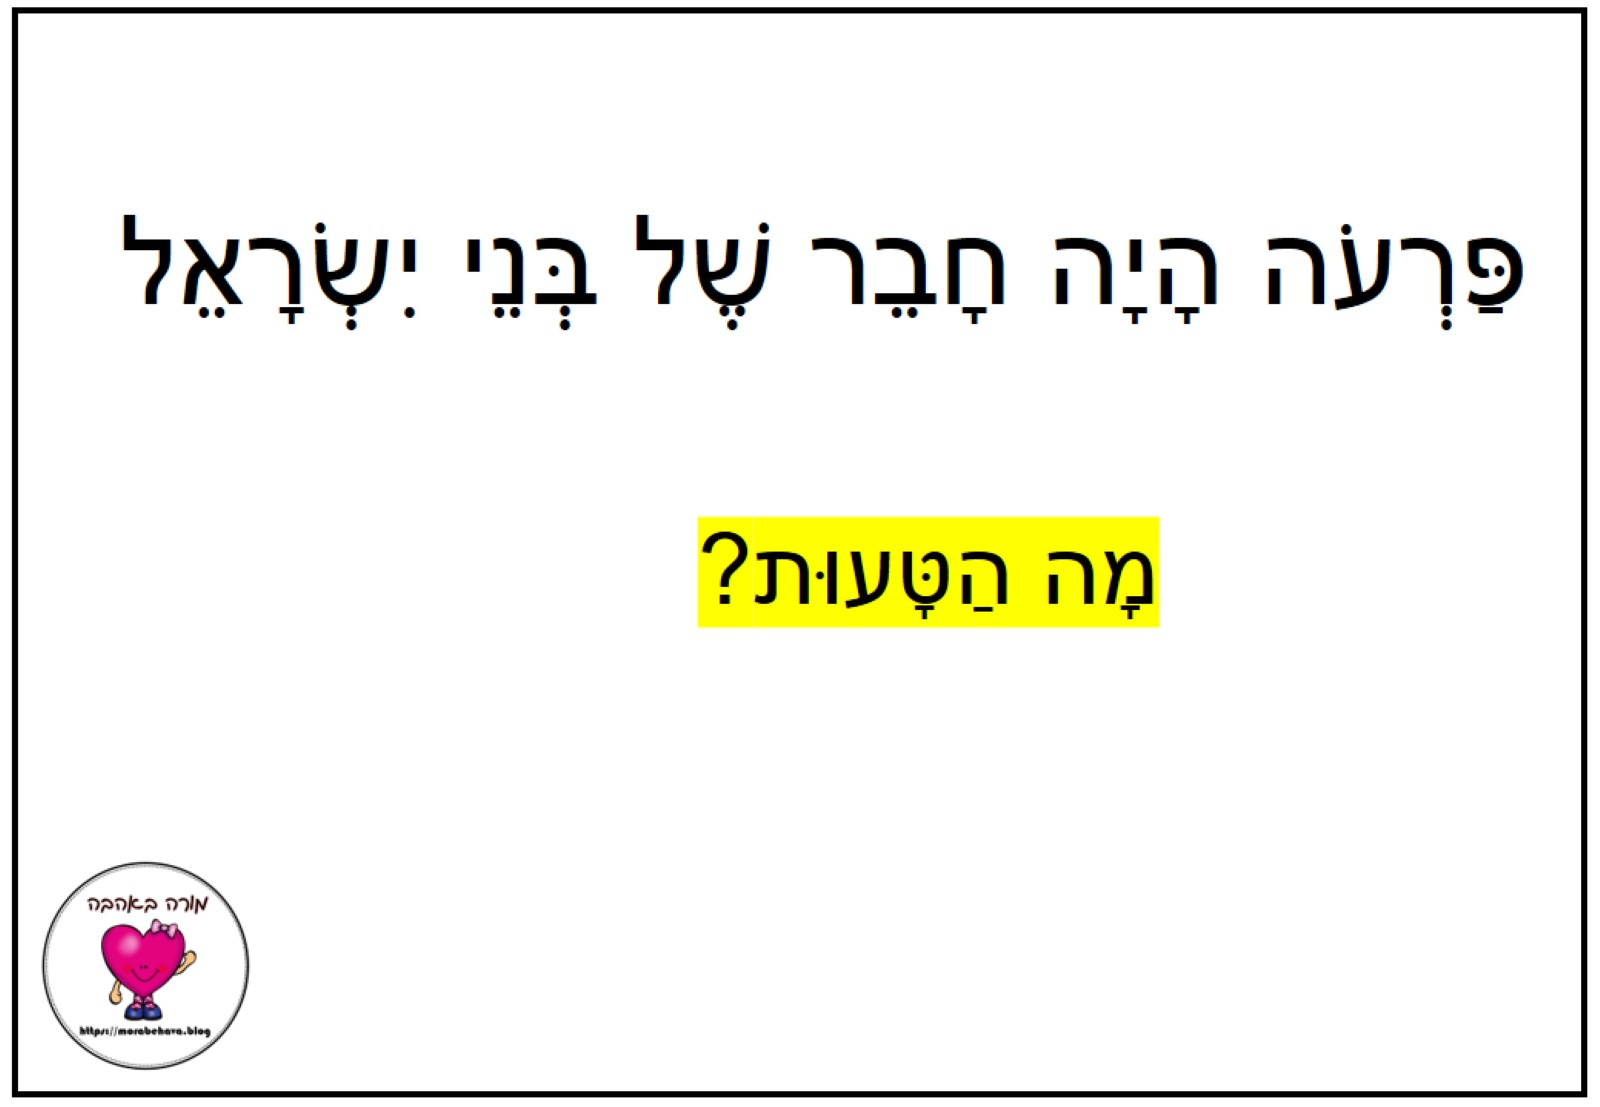 פַּרְעֹה הָיָה חָבֵר שֶׁל בְּנֵי יִשְׂרָאֵל
מָה הַטָּעוּת?
מורה באהבה
https://morabehava.blog